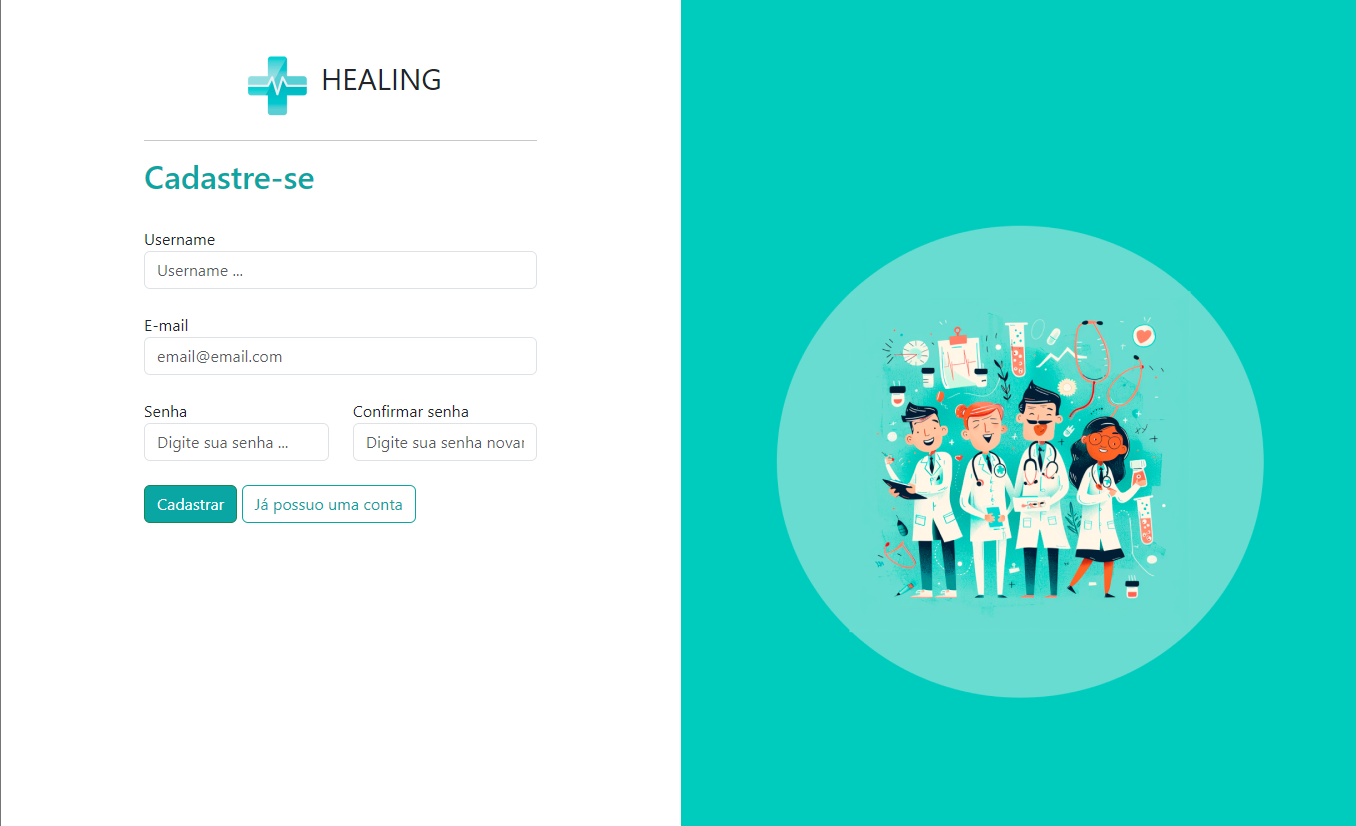 HEALING
Cadastre-se
Username
Username ...
E-mail
email@email.com
Senha
Confirmar senha
Digite sua senha ...
Digite sua senha novar
Cadastrar
Já possuo uma conta